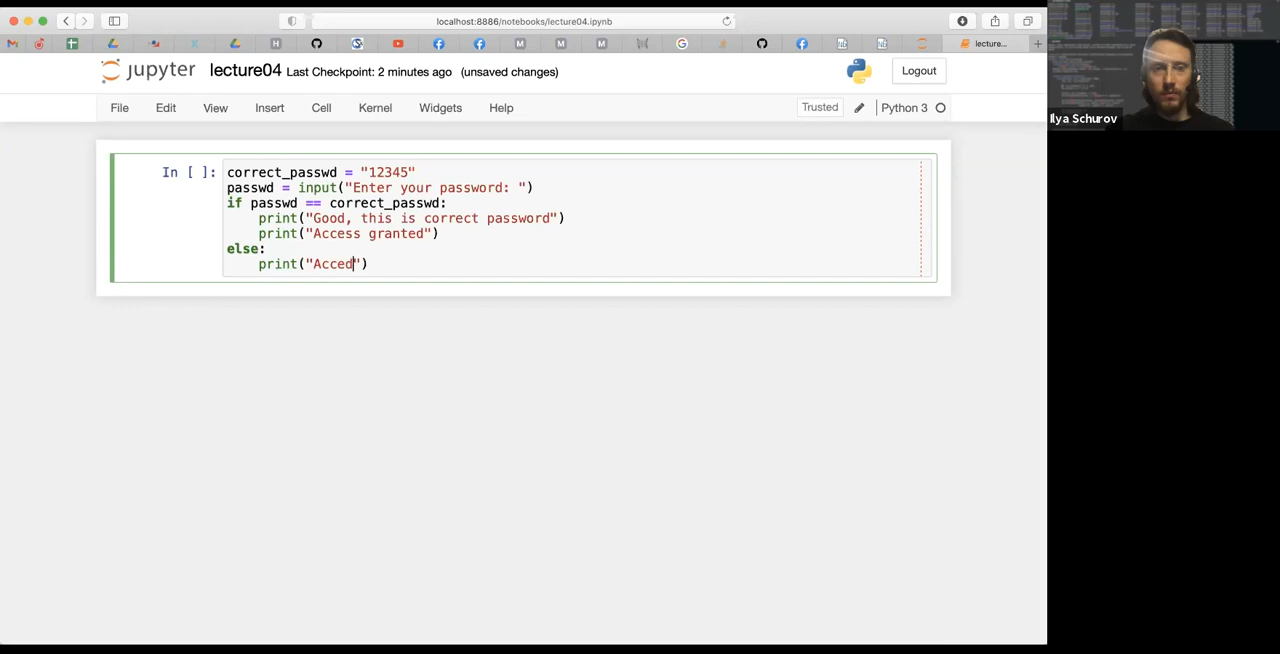 localhost:8886/notebooks/lecture04.ipynb
lecture...
jupyter lecture04 Last Checkpoint: 2 minutes ago (unsaved changes)
Logout
File Edit View Insert Cell Kernel Widgets Help
Trusted Python 3
In [ ]: correct_passwd = "12345"
passwd = input("Enter your password: ")
if passwd == correct_passwd:
print("Good, this is correct password")
print("Access granted")
else:
print("Acced")
Ilya Schurov